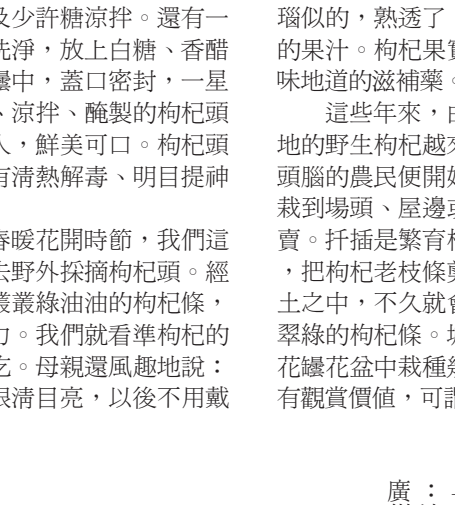 及少許糖涼拌。還有一
洗淨，放上白糖、香醋
罎中，蓋口密封，一星
、涼拌、醃製的枸杞頭
人，鮮美可口。枸杞頭
有淸熱解毒、明目提神
春暖花開時節，我們這
去野外採摘枸杞頭。經
叢叢綠油油的枸杞條，
力。我們就看準枸杞的
吃。母親還風趣地說：
眼淸目亮，以後不用戴
瑙似的，熟透了
的果汁。枸杞果實
味地道的滋補藥。
這些年來，由
地的野生枸杞越來
頭腦的農民便開始
栽到場頭、屋邊或
賣。扦插是繁育枸
，把枸杞老枝條剪
土之中，不久就會
翠綠的枸杞條。城
花罎花盆中栽種幾
有觀賞價値，可謂
廣：